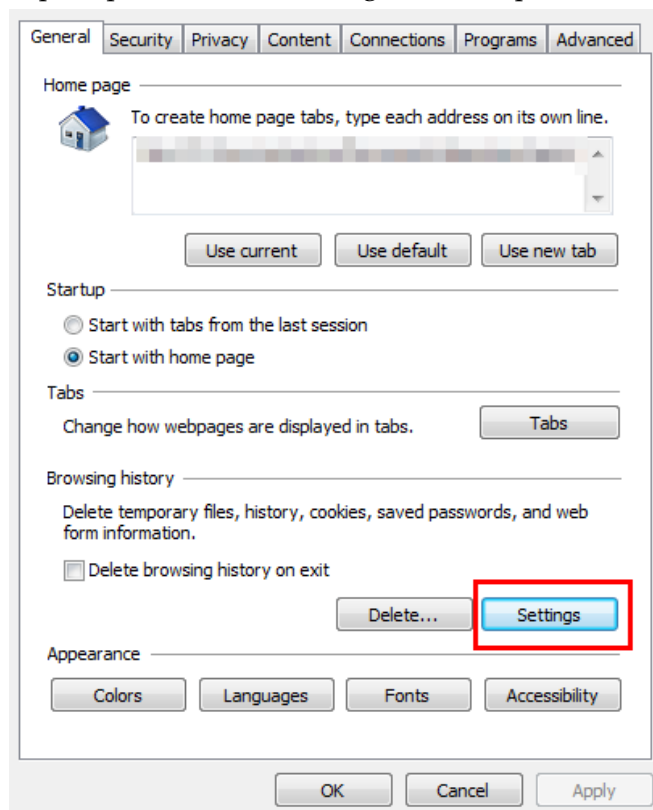 General Security Privacy Content Connections Programs Advanced
Home page
To create home page tabs, type each address on its own line.
Use current Use default Use new tab
Startup
Start with tabs from the last session
Start with home page
Tabs
Change how webpages are displayed in tabs. Tabs
Browsing history
Delete temporary files, history, cookies, saved passwords, and web
form information.
Delete browsing history on exit
Delete... Settings
Appearance
Colors Languages Fonts Accessibility
OK Cancel Apply